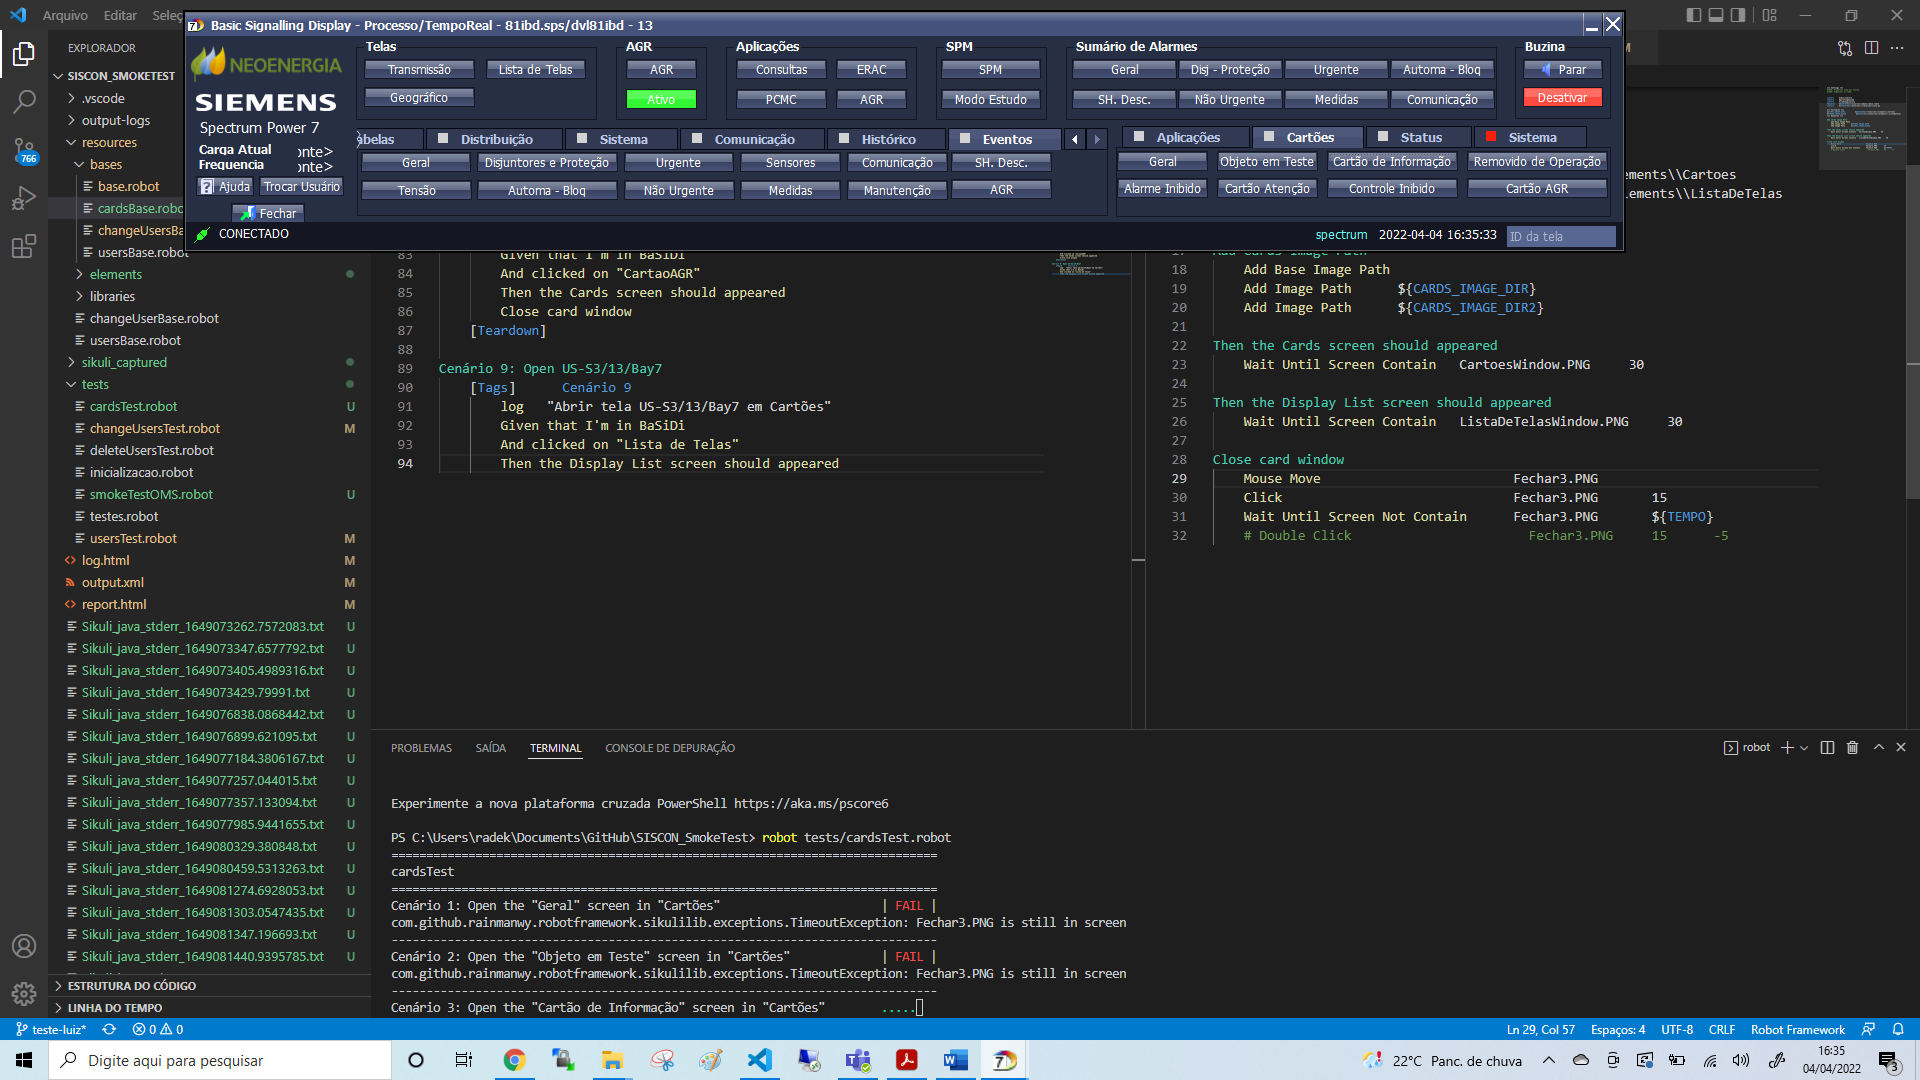 Arquivo Editar Seleç
Basic Signalling Display - Processo/TempoReal - 81ibd.sps/dvl81ibd - 13
NEOENERGIA
SIEMENS
Spectrum Power 7
Carga Atual
Frequencia
onte>
onte>
Ajuda Trocar Usuário
Fechar
CONECTADO
Telas
Transmissão Lista de Telas
Geográfico
AGR
AGR
Ativo
Aplicações
Consultas ERAC
PCMC AGR
SPM
SPM
Modo Estudo
Sumário de Alarmes
Geral Disj - Proteção Urgente Automa - Bloq
SH. Desc. Não Urgente Medidas Comunicação
Buzina
Parar
Desativar
abelas Distribuição Sistema Comunicação Histórico Eventos
Geral Disjuntores e Proteção Urgente Sensores Comunicação SH. Desc.
Tensão Automa - Bloq Não Urgente Medidas Manutenção AGR
Aplicações Cartões Status Sistema
Geral Objeto em Teste Cartão de Informação Removido de Operação
Alarme Inibido Cartão Atenção Controle Inibido Cartão AGR
spectrum 2022-04-04 16:35:33 ID da tela
EXPLORADOR
SISCON_SMOKETEST
.vscode
output-logs
resources
bases
base.robot
cardsBase.robo
changeUsersBa
usersBase.robot
elements
libraries
changeUserBase.robot
usersBase.robot
sikuli_captured
tests
cardsTest.robot U
changeUsersTest.robot M
deleteUsersTest.robot
inicializacao.robot
smokeTestOMS.robot U
testes.robot
usersTest.robot M
log.html M
output.xml M
report.html M
Sikuli_java_stderr_1649073262.7572083.txt U
Sikuli_java_stderr_1649073347.6577792.txt U
Sikuli_java_stderr_1649073405.4989316.txt U
Sikuli_java_stderr_1649073429.79991.txt U
Sikuli_java_stderr_1649076838.0868442.txt U
Sikuli_java_stderr_1649076899.621095.txt U
Sikuli_java_stderr_1649077184.3806167.txt U
Sikuli_java_stderr_1649077257.044015.txt U
Sikuli_java_stderr_1649077357.133094.txt U
Sikuli_java_stderr_1649077985.9441655.txt U
Sikuli_java_stderr_1649080329.380848.txt U
Sikuli_java_stderr_1649080459.5313263.txt U
Sikuli_java_stderr_1649081274.6928053.txt U
Sikuli_java_stderr_1649081303.0547435.txt U
Sikuli_java_stderr_1649081347.196693.txt U
Sikuli_java_stderr_1649081440.9395785.txt U
ESTRUTURA DO CÓDIGO
LINHA DO TEMPO
766
83 Given that I'm in BaSiDi
84 And clicked on "CartaoAGR"
85 Then the Cards screen should appeared
86 Close card window
87 [Teardown]
88
89 Cenário 9: Open US-S3/13/Bay7
90 [Tags] Cenário 9
91 log "Abrir tela US-S3/13/Bay7 em Cartões"
92 Given that I'm in BaSiDi
93 And clicked on "Lista de Telas"
94 Then the Display List screen should appeared
M
ements\\Cartoes
lements\\ListaDeTelas
17 Add Cards Image Path
18 Add Base Image Path
19 Add Image Path ${CARDS_IMAGE_DIR}
20 Add Image Path ${CARDS_IMAGE_DIR2}
21
22 Then the Cards screen should appeared
23 Wait Until Screen Contain CartoesWindow.PNG 30
24
25 Then the Display List screen should appeared
26 Wait Until Screen Contain ListaDeTelasWindow.PNG 30
27
28 Close card window
29 Mouse Move Fechar3.PNG
30 Click Fechar3.PNG 15
31 Wait Until Screen Not Contain Fechar3.PNG ${TEMPO}
32 # Double Click Fechar3.PNG 15 -5
PROBLEMAS SAÍDA TERMINAL CONSOLE DE DEPURAÇÃO
robot
Experimente a nova plataforma cruzada PowerShell https://aka.ms/pscore6
PS C:\Users\radek\Documents\GitHub\SISCON_SmokeTest> robot tests/cardsTest.robot
==============================================================================
cardsTest
==============================================================================
Cenário 1: Open the "Geral" screen in "Cartões" | FAIL |
com.github.rainmanwy.robotframework.sikulilib.exceptions.TimeoutException: Fechar3.PNG is still in screen
------------------------------------------------------------------------------
Cenário 2: Open the "Objeto em Teste" screen in "Cartões" | FAIL |
com.github.rainmanwy.robotframework.sikulilib.exceptions.TimeoutException: Fechar3.PNG is still in screen
------------------------------------------------------------------------------
Cenário 3: Open the "Cartão de Informação" screen in "Cartões" .....
teste-luiz* 0 0
Ln 29, Col 57 Espaços: 4 UTF-8 CRLF Robot Framework
Digite aqui para pesquisar
22°C Panc. de chuva
16:35
04/04/2022
3